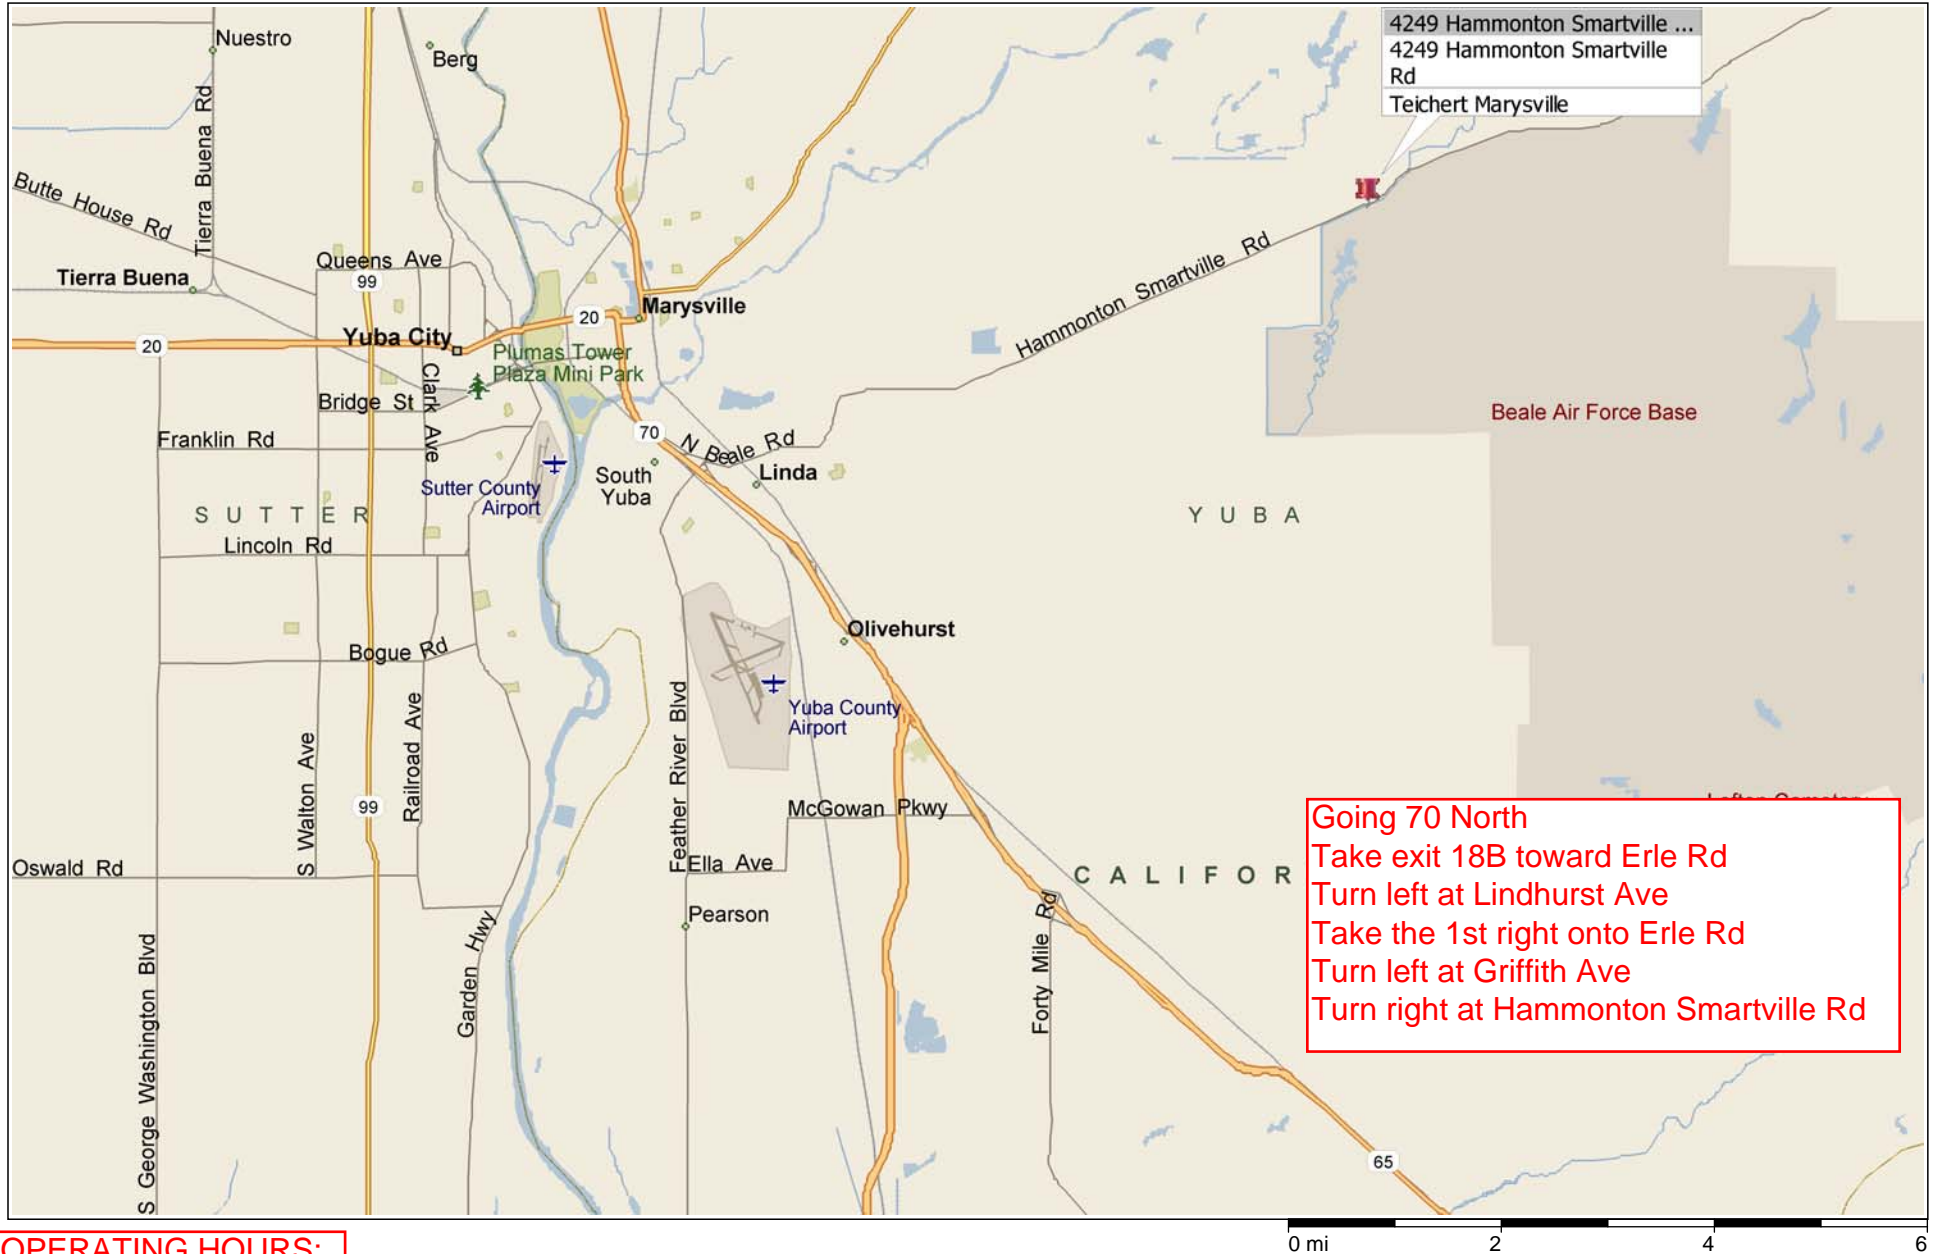 Nuestro
Berg
4249 Hammonton Smartville ...
4249 Hammonton Smartville
Rd
Teichert Marysville
Tierra Buena Rd
Butte House Rd
Queens Ave
Tierra Buena
99
Hammonton Smartville Rd
Marysville
20
Yuba City
20
Plumas Tower
Plaza Mini Park
Clark Ave
Bridge St
Beale Air Force Base
Franklin Rd
70
N Beale Rd
Linda
South
Yuba
Sutter County
Airport
SUTTER
YUBA
Lincoln Rd
Olivehurst
Bogue Rd
Yuba County
Airport
S Walton Ave
Railroad Ave
Feather River Blvd
99
McGowan Pkwy
Lofton Cemetery
Oswald Rd
Ella Ave
CALIFOR
Pearson
Garden Hwy
Forty Mile Rd
S George Washington Blvd
Going 70 North
Take exit 18B toward Erle Rd
Turn left at Lindhurst Ave
Take the 1st right onto Erle Rd
Turn left at Griffith Ave
Turn right at Hammonton Smartville Rd
65
OPERATING HOURS:
0 mi 2 4 6